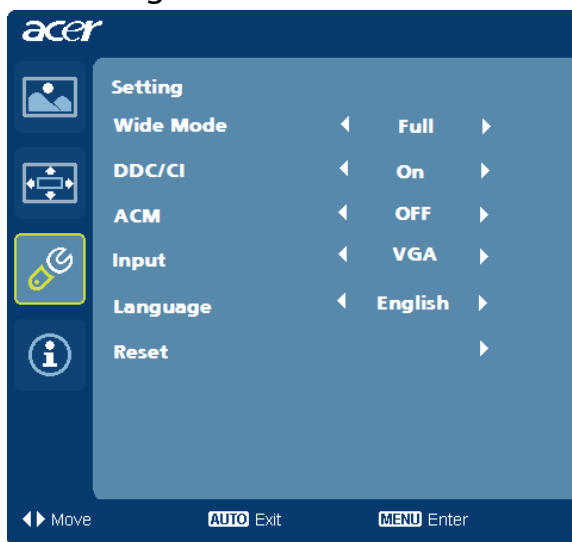 acer
Setting
Wide Mode Full
DDC/CI On
ACM OFF
Input VGA
Language English
Reset
Move AUTO Exit MENU Enter